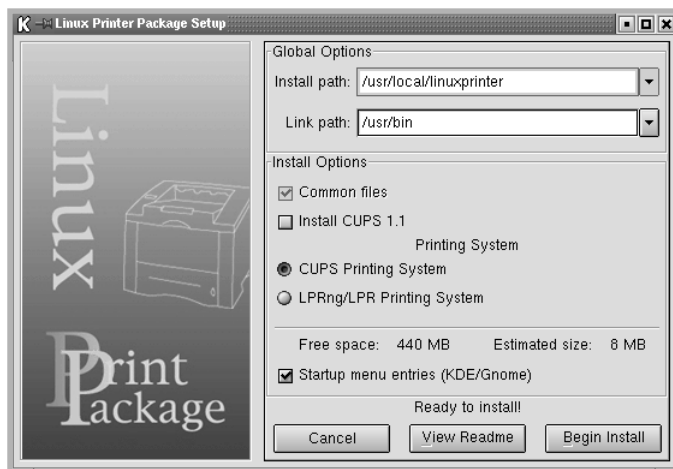 Linux Printer Package Setup
Linux
Print
Package
Global Options
Install path: /usr/local/linuxprinter
Link path: /usr/bin
Install Options
Common files
Install CUPS 1.1
Printing System
CUPS Printing System
LPRng/LPR Printing System
Free space: 440 MB Estimated size: 8 MB
Startup menu entries (KDE/Gnome)
Ready to install!
Cancel View Readme Begin Install